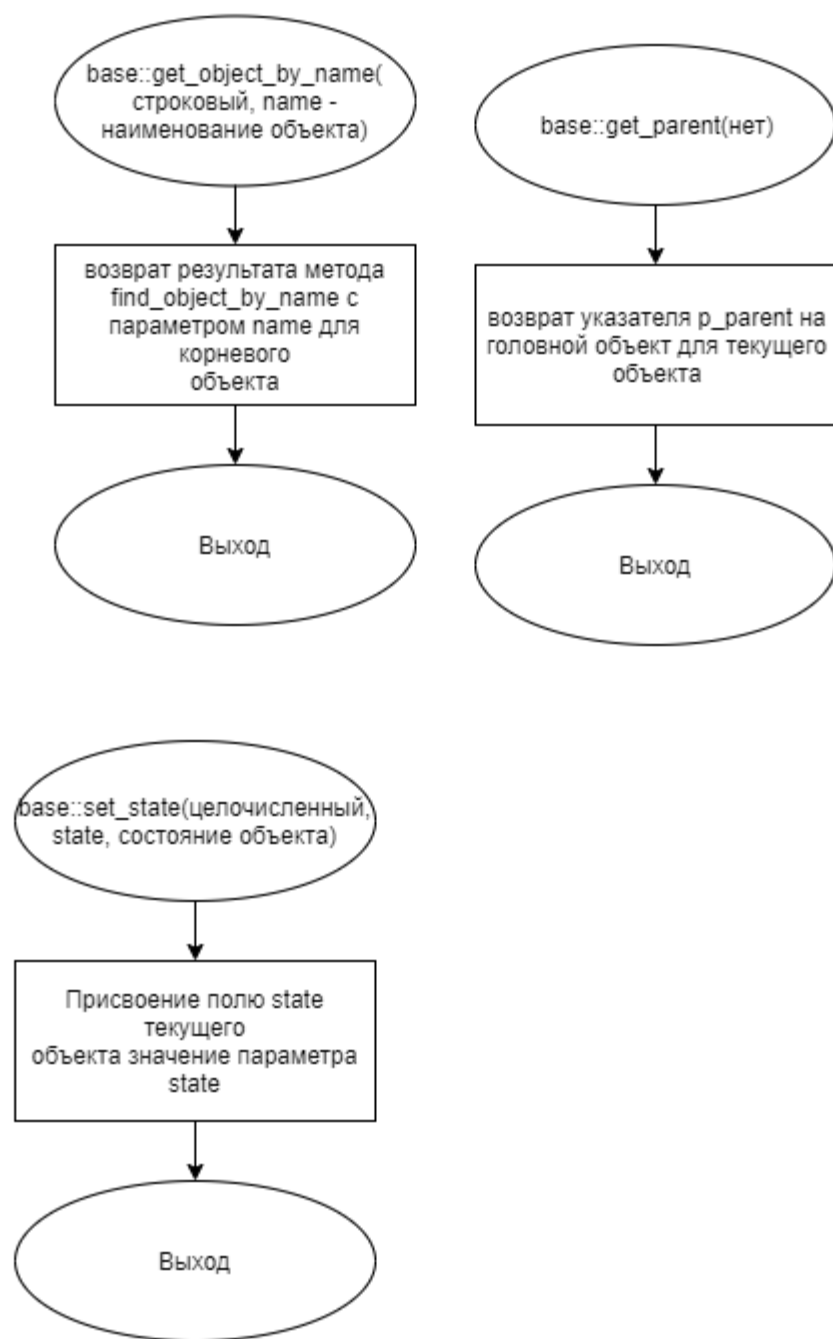 base::get_object_by_name(
строковый, name -
наименование объекта)
возврат результата метода
find_object_by_name с
параметром name для
корневого
объекта
Выход
base::get_parent(нет)
возврат указателя p_parent на
головной объект для текущего
объекта
Выход
base::set_state(целочисленный,
state, состояние объекта)
Присвоение полю state
текущего
объекта значение параметра
state
Выход